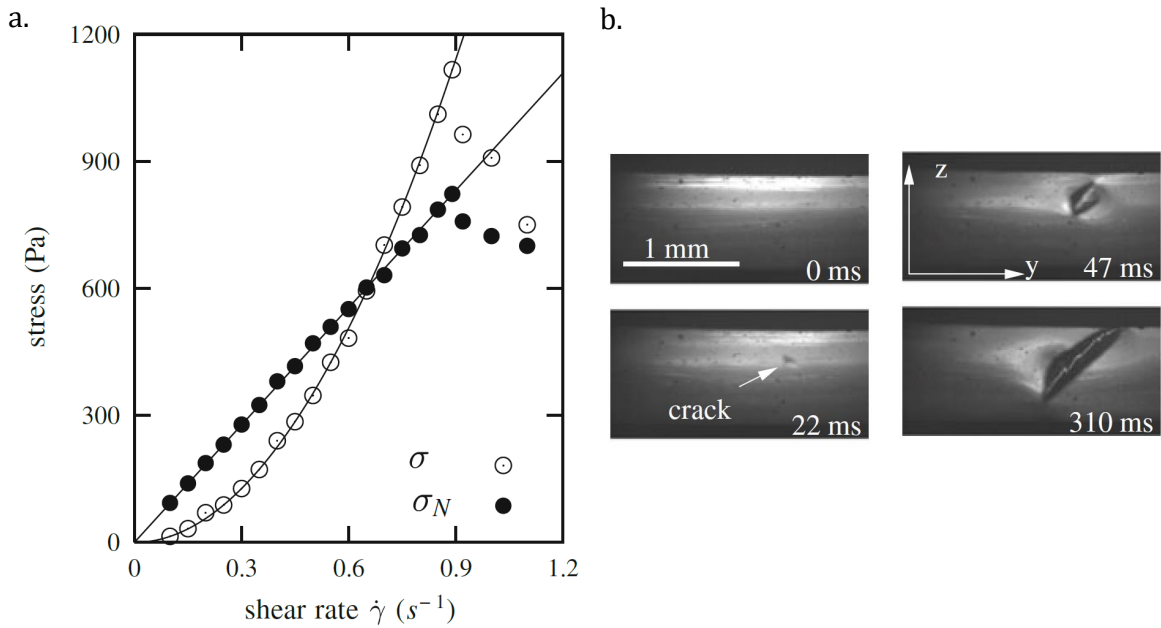 a.
1200
900
600
300
0
stress (Pa)
0 0.3 0.6 0.9 1.2
shear rate γ̇ (s⁻¹)
σ
σ_N
b.
1 mm
0 ms
z
y
47 ms
crack
22 ms
310 ms